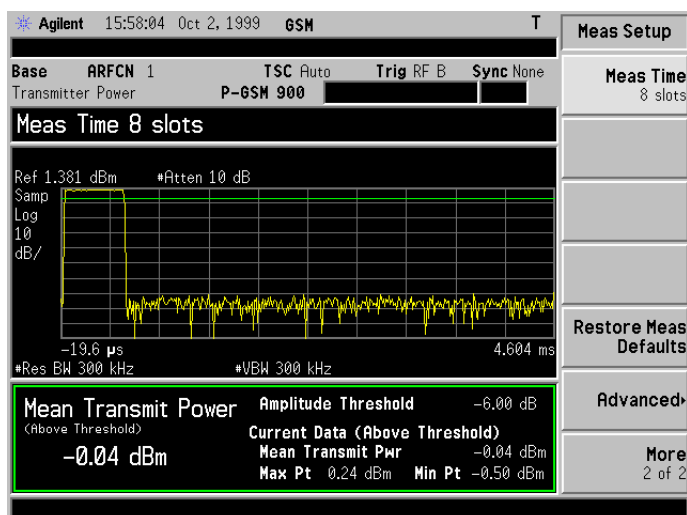 Agilent 15:58:04 Oct 2, 1999 GSM T
Base ARFCN 1 TSC Auto Trig RF B Sync None
Transmitter Power P-GSM 900
Meas Time 8 slots
Ref 1.381 dBm #Atten 10 dB
Samp
Log
10
dB/
-19.6 µs 4.604 ms
#Res BW 300 kHz #VBW 300 kHz
Mean Transmit Power
(Above Threshold)
-0.04 dBm
Amplitude Threshold -6.00 dB
Current Data (Above Threshold)
Mean Transmit Pwr -0.04 dBm
Max Pt 0.24 dBm Min Pt -0.50 dBm
Meas Setup
Meas Time
8 slots
Restore Meas
Defaults
Advanced
More
2 of 2